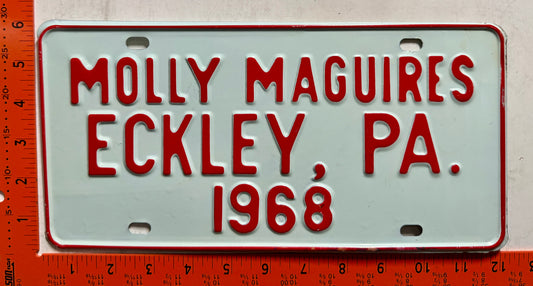 MOLLY MAGUIRES
ECKLEY, PA.
1968